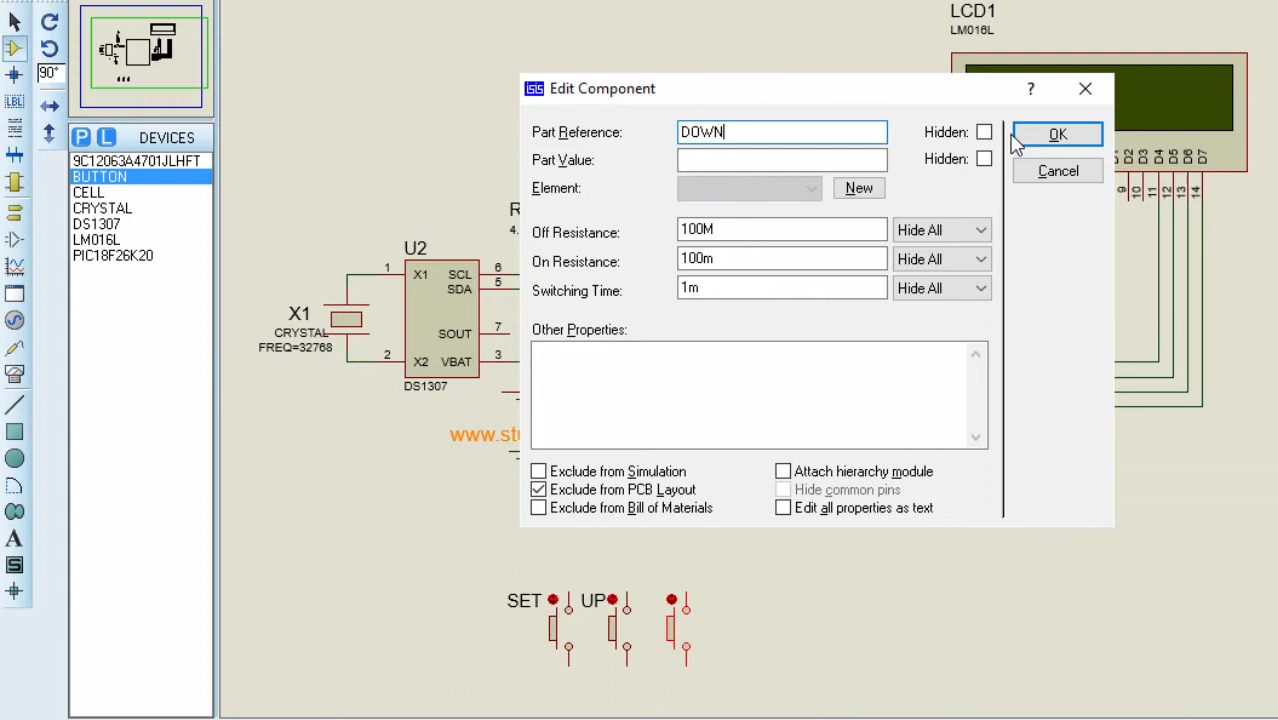 90°
P L DEVICES
9C12063A4701JLHFT
BUTTON
CELL
CRYSTAL
DS1307
LM016L
PIC18F26K20
LBL
A
S
LCD1
LM016L
D2 D3 D4 D5 D6 D7
9 10 11 12 13 14
isis Edit Component ?
Part Reference: DOWN Hidden: OK
Part Value: Hidden: Cancel
Element: New
Off Resistance: 100M Hide All
On Resistance: 100m Hide All
Switching Time: 1m Hide All
Other Properties:
Exclude from Simulation Attach hierarchy module
Exclude from PCB Layout Hide common pins
Exclude from Bill of Materials Edit all properties as text
R
4.
U2
1 X1 SCL 6
SDA 5
SOUT 7
2 X2 VBAT 3
DS1307
X1
CRYSTAL
FREQ=32768
www.st
SET UP